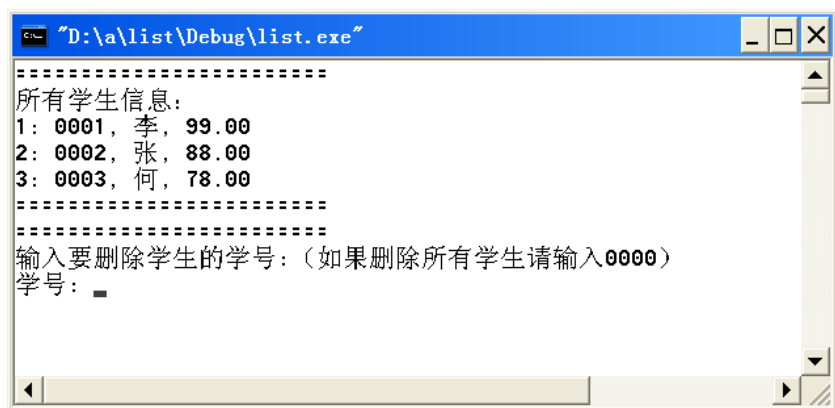 "D:\a\list\Debug\list.exe"
========================
所有学生信息:
1: 0001, 李, 99.00
2: 0002, 张, 88.00
3: 0003, 何, 78.00
========================
========================
输入要删除学生的学号:(如果删除所有学生请输入0000)
学号: